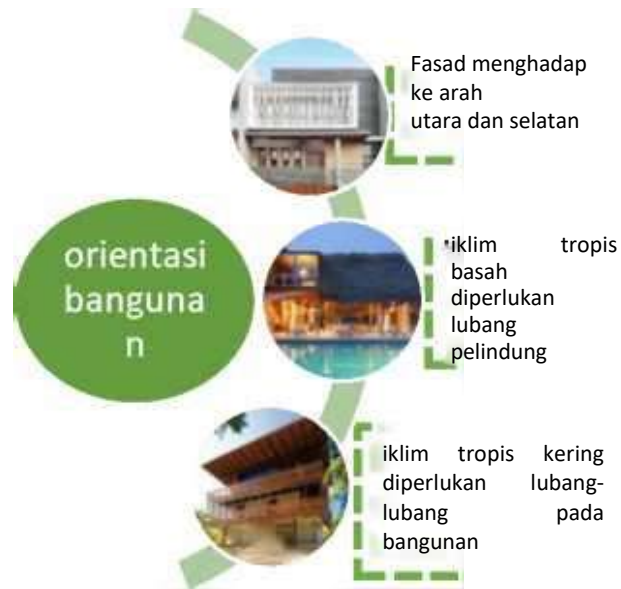 Fasad menghadap
ke arah
utara dan selatan
orientasi
banguna
n
iklim tropis
basah
diperlukan
lubang
pelindung
iklim tropis kering
diperlukan lubang-
lubang pada
bangunan